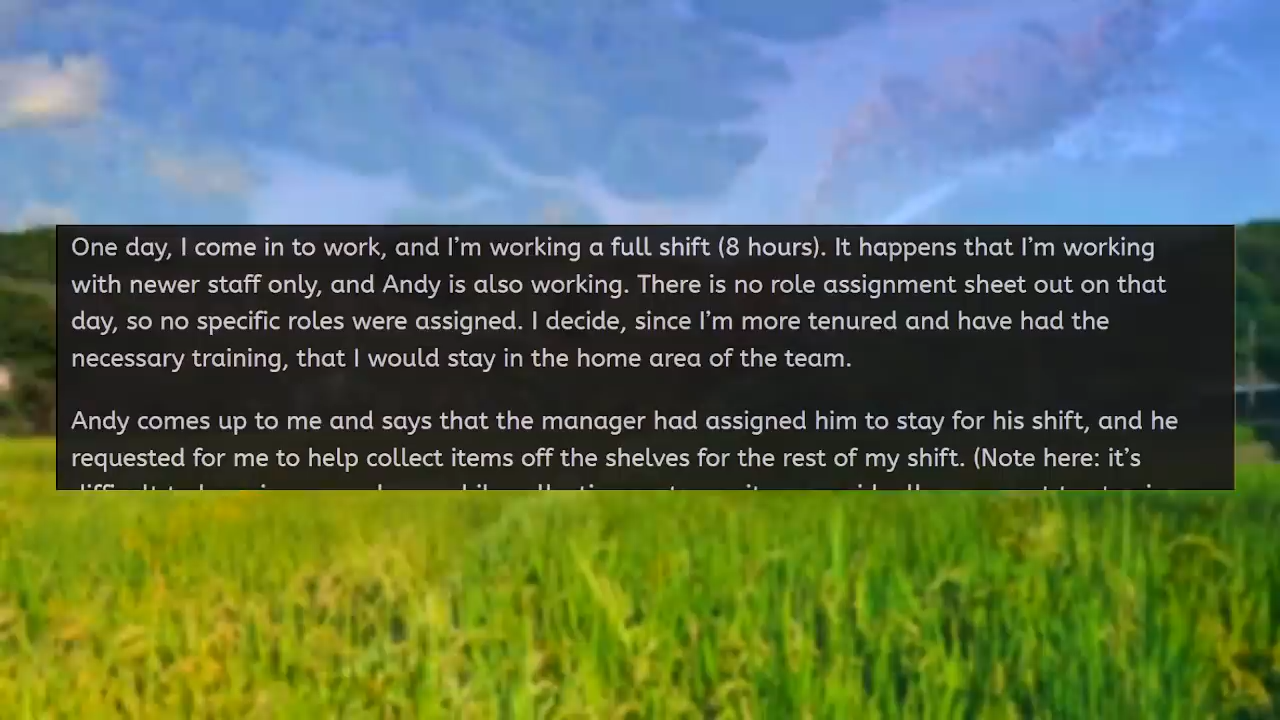 One day, I come in to work, and I’m working a full shift (8 hours). It happens that I’m working
with newer staff only, and Andy is also working. There is no role assignment sheet out on that
day, so no specific roles were assigned. I decide, since I’m more tenured and have had the
necessary training, that I would stay in the home area of the team.
Andy comes up to me and says that the manager had assigned him to stay for his shift, and he
requested for me to help collect items off the shelves for the rest of my shift. (Note here: it’s